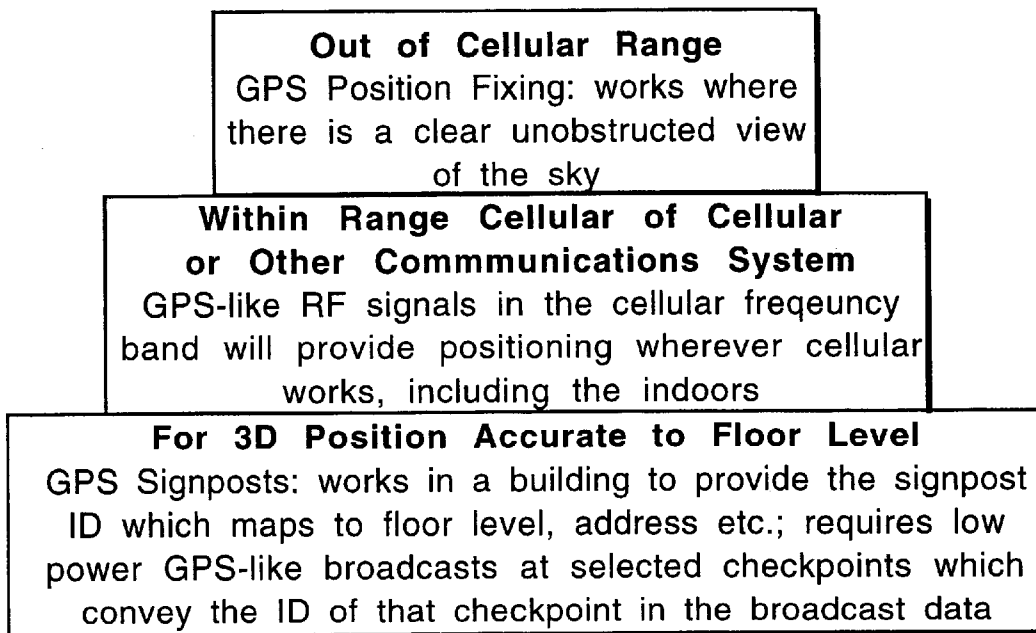 Out of Cellular Range
GPS Position Fixing: works where
there is a clear unobstructed view
of the sky
Within Range Cellular of Cellular
or Other Commmunications System
GPS-like RF signals in the cellular freqeuncy
band will provide positioning wherever cellular
works, including the indoors
For 3D Position Accurate to Floor Level
GPS Signposts: works in a building to provide the signpost
ID which maps to floor level, address etc.; requires low
power GPS-like broadcasts at selected checkpoints which
convey the ID of that checkpoint in the broadcast data